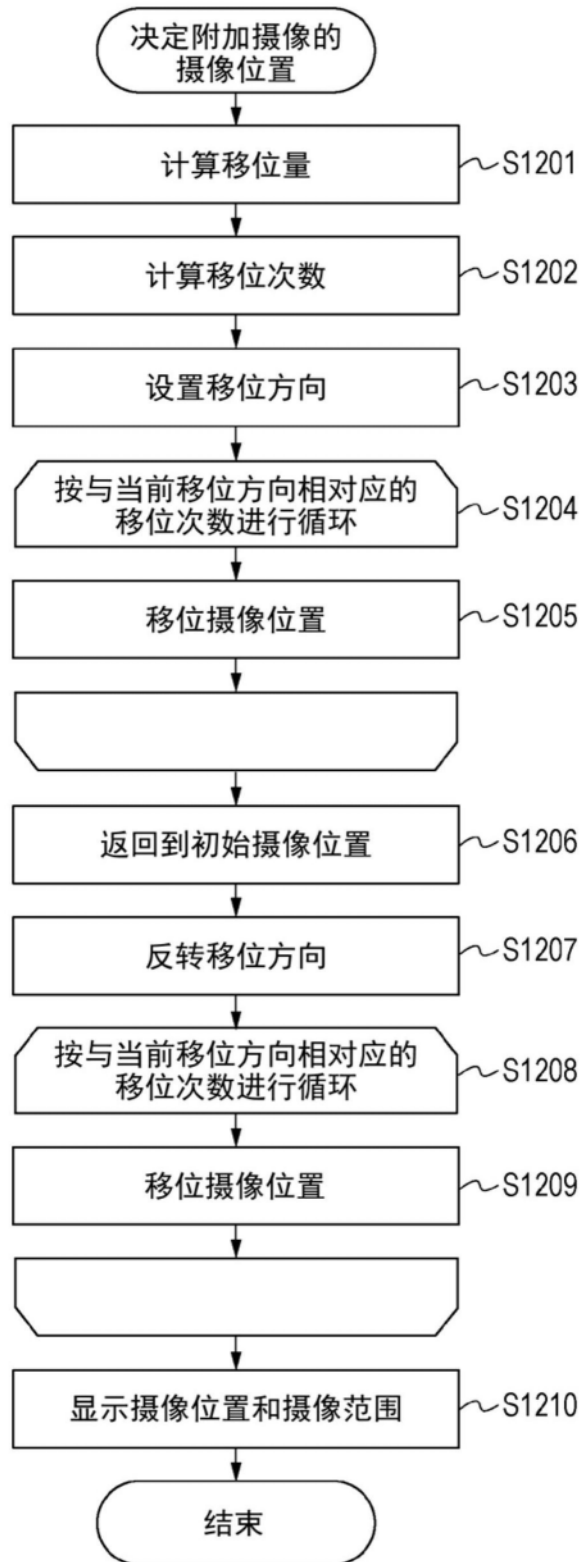 决定附加摄像的
摄像位置
计算移位量
S1201
计算移位次数
S1202
设置移位方向
S1203
按与当前移位方向相对应的
移位次数进行循环
S1204
移位摄像位置
S1205
返回到初始摄像位置
S1206
反转移位方向
S1207
按与当前移位方向相对应的
移位次数进行循环
S1208
移位摄像位置
S1209
显示摄像位置和摄像范围
S1210
结束